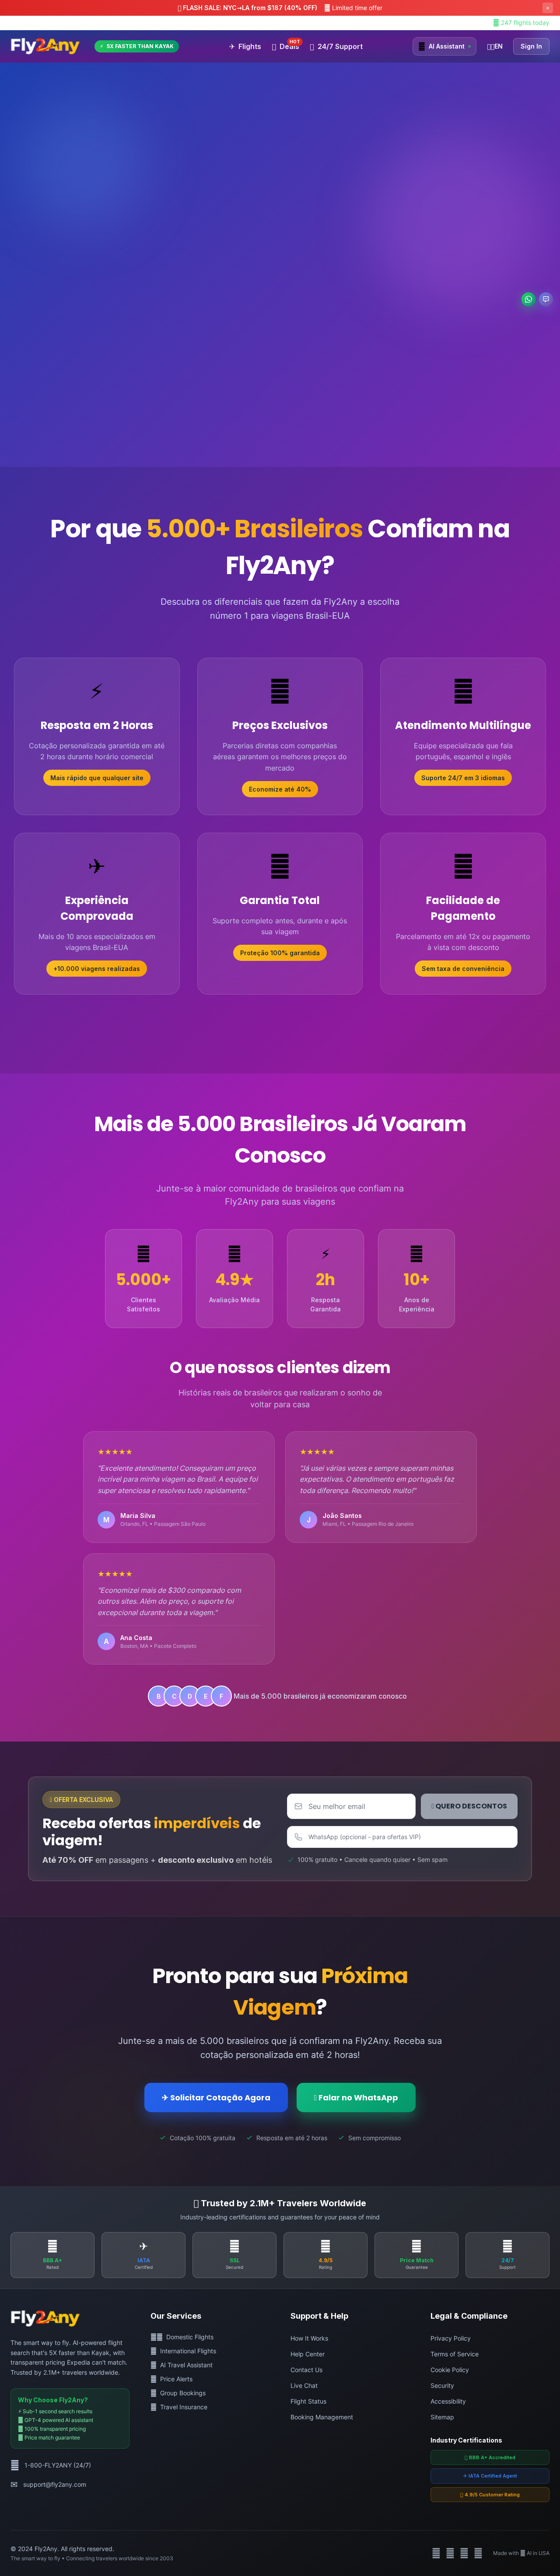 FLASH SALE: NYC→LA from $187 (40% OFF) Limited time offer ×
247 flights today
Fly2Any ⚡ 5X FASTER THAN KAYAK ✈ Flights Deals HOT 24/7 Support AI Assistant EN Sign In
Por que 5.000+ Brasileiros Confiam na
Fly2Any?
Descubra os diferenciais que fazem da Fly2Any a escolha
número 1 para viagens Brasil-EUA
Resposta em 2 Horas
Cotação personalizada garantida em até
2 horas durante horário comercial
Mais rápido que qualquer site
Preços Exclusivos
Parcerias diretas com companhias
aéreas garantem os melhores preços do
mercado
Economize até 40%
Atendimento Multilíngue
Equipe especializada que fala
português, espanhol e inglês
Suporte 24/7 em 3 idiomas
Experiência
Comprovada
Mais de 10 anos especializados em
viagens Brasil-EUA
+10.000 viagens realizadas
Garantia Total
Suporte completo antes, durante e após
sua viagem
Proteção 100% garantida
Facilidade de
Pagamento
Parcelamento em até 12x ou pagamento
à vista com desconto
Sem taxa de conveniência
Mais de 5.000 Brasileiros Já Voaram
Conosco
Junte-se à maior comunidade de brasileiros que confiam na
Fly2Any para suas viagens
5.000+
Clientes
Satisfeitos
4.9★
Avaliação Média
2h
Resposta
Garantida
10+
Anos de
Experiência
O que nossos clientes dizem
Histórias reais de brasileiros que realizaram o sonho de
voltar para casa
★★★★★
"Excelente atendimento! Conseguiram um preço
incrível para minha viagem ao Brasil. A equipe foi
super atenciosa e resolveu tudo rapidamente."
M Maria Silva
Orlando, FL • Passagem São Paulo
★★★★★
"Já usei várias vezes e sempre superam minhas
expectativas. O atendimento em português faz
toda diferença. Recomendo muito!"
J João Santos
Miami, FL • Passagem Rio de Janeiro
★★★★★
"Economizei mais de $300 comparado com
outros sites. Além do preço, o suporte foi
excepcional durante toda a viagem."
A Ana Costa
Boston, MA • Pacote Completo
B C D E F Mais de 5.000 brasileiros já economizaram conosco
OFERTA EXCLUSIVA
Receba ofertas imperdíveis de
viagem!
Até 70% OFF em passagens + desconto exclusivo em hotéis
Seu melhor email
QUERO DESCONTOS
WhatsApp (opcional - para ofertas VIP)
✓ 100% gratuito • Cancele quando quiser • Sem spam
Pronto para sua Próxima
Viagem?
Junte-se a mais de 5.000 brasileiros que já confiaram na Fly2Any. Receba sua
cotação personalizada em até 2 horas!
✈ Solicitar Cotação Agora
Falar no WhatsApp
✓ Cotação 100% gratuita ✓ Resposta em até 2 horas ✓ Sem compromisso
Trusted by 2.1M+ Travelers Worldwide
Industry-leading certifications and guarantees for your peace of mind
BBB A+
Rated
IATA
Certified
SSL
Secured
4.9/5
Rating
Price Match
Guarantee
24/7
Support
Fly2Any
The smart way to fly. AI-powered flight
search that's 5X faster than Kayak, with
transparent pricing Expedia can't match.
Trusted by 2.1M+ travelers worldwide.
Why Choose Fly2Any?
⚡ Sub-1 second search results
GPT-4 powered AI assistant
100% transparent pricing
Price match guarantee
1-800-FLY2ANY (24/7)
✉ support@fly2any.com
Our Services
Domestic Flights
International Flights
AI Travel Assistant
Price Alerts
Group Bookings
Travel Insurance
Support & Help
How It Works
Help Center
Contact Us
Live Chat
Flight Status
Booking Management
Legal & Compliance
Privacy Policy
Terms of Service
Cookie Policy
Security
Accessibility
Sitemap
Industry Certifications
BBB A+ Accredited
✈ IATA Certified Agent
4.9/5 Customer Rating
© 2024 Fly2Any. All rights reserved.
The smart way to fly • Connecting travelers worldwide since 2003
Made with AI in USA